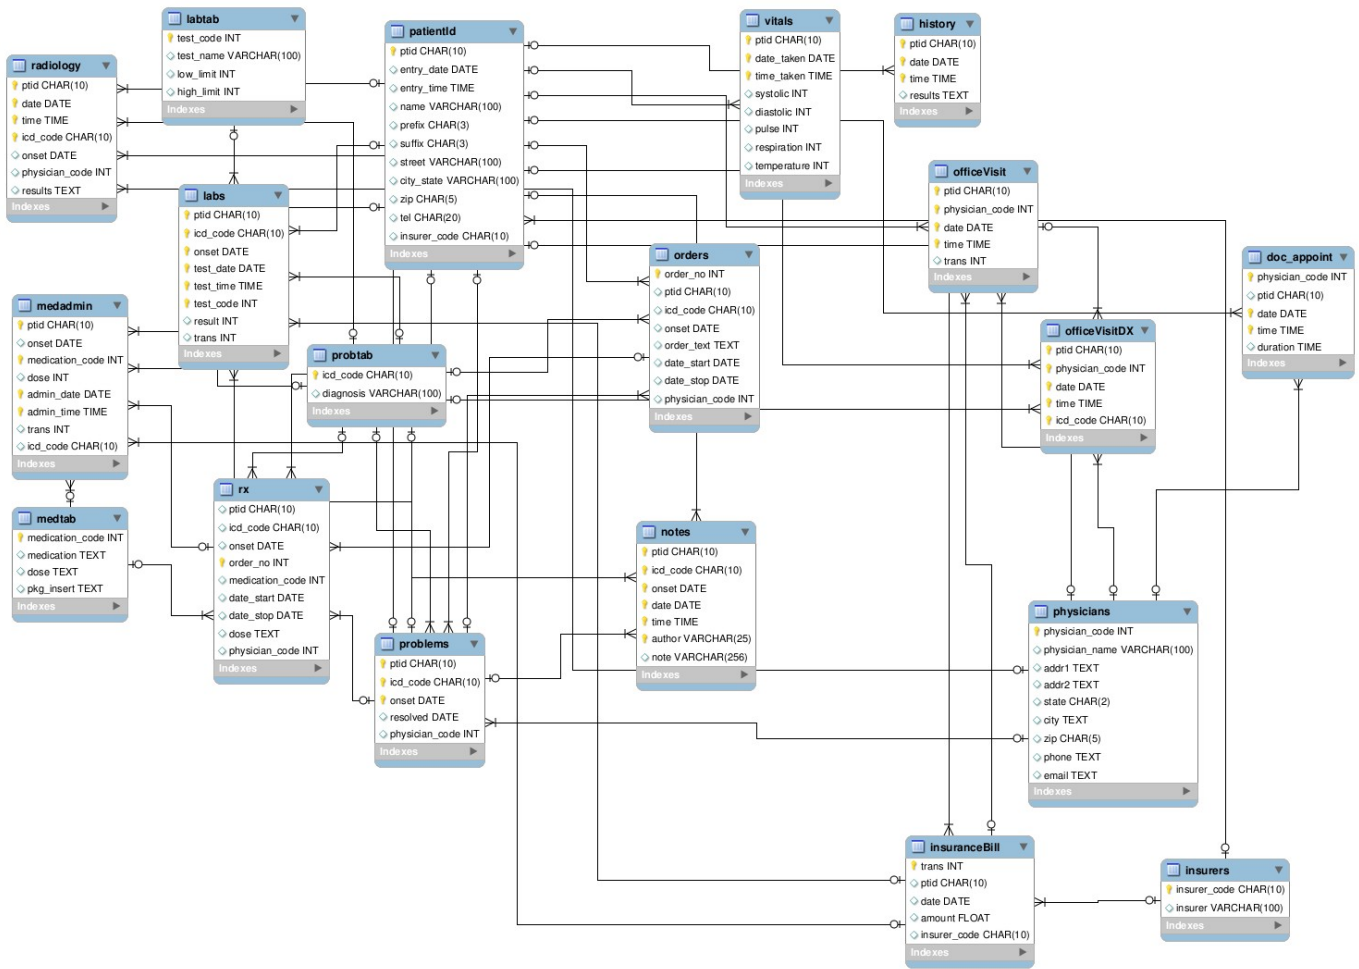 labtab
test_code INT
test_name VARCHAR(100)
low_limit INT
high_limit INT
Indexes
patientId
ptid CHAR(10)
entry_date DATE
entry_time TIME
name VARCHAR(100)
prefix CHAR(3)
suffix CHAR(3)
street VARCHAR(100)
city_state VARCHAR(100)
zip CHAR(5)
tel CHAR(20)
insurer_code CHAR(10)
Indexes
vitals
ptid CHAR(10)
date_taken DATE
time_taken TIME
systolic INT
diastolic INT
pulse INT
respiration INT
temperature INT
Indexes
history
ptid CHAR(10)
date DATE
time TIME
results TEXT
Indexes
radiology
ptid CHAR(10)
date DATE
time TIME
icd_code CHAR(10)
onset DATE
physician_code INT
results TEXT
Indexes
labs
ptid CHAR(10)
icd_code CHAR(10)
onset DATE
test_date DATE
test_time TIME
test_code INT
result INT
trans INT
Indexes
officeVisit
ptid CHAR(10)
physician_code INT
date DATE
time TIME
trans INT
Indexes
orders
order_no INT
ptid CHAR(10)
icd_code CHAR(10)
onset DATE
order_text TEXT
date_start DATE
date_stop DATE
physician_code INT
Indexes
doc_appoint
physician_code INT
ptid CHAR(10)
date DATE
time TIME
duration TIME
Indexes
medadmin
ptid CHAR(10)
onset DATE
medication_code INT
dose INT
admin_date DATE
admin_time TIME
trans INT
icd_code CHAR(10)
Indexes
probtab
icd_code CHAR(10)
diagnosis VARCHAR(100)
Indexes
officeVisitDX
ptid CHAR(10)
physician_code INT
date DATE
time TIME
icd_code CHAR(10)
Indexes
medtab
medication_code INT
medication TEXT
dose TEXT
pkg_insert TEXT
Indexes
rx
ptid CHAR(10)
icd_code CHAR(10)
onset DATE
order_no INT
medication_code INT
date_start DATE
date_stop DATE
dose TEXT
physician_code INT
Indexes
notes
ptid CHAR(10)
icd_code CHAR(10)
onset DATE
date DATE
time TIME
author VARCHAR(25)
note VARCHAR(256)
Indexes
problems
ptid CHAR(10)
icd_code CHAR(10)
onset DATE
resolved DATE
physician_code INT
Indexes
physicians
physician_code INT
physician_name VARCHAR(100)
addr1 TEXT
addr2 TEXT
state CHAR(2)
city TEXT
zip CHAR(5)
phone TEXT
email TEXT
Indexes
insuranceBill
trans INT
ptid CHAR(10)
date DATE
amount FLOAT
insurer_code CHAR(10)
Indexes
insurers
insurer_code CHAR(10)
insurer VARCHAR(100)
Indexes